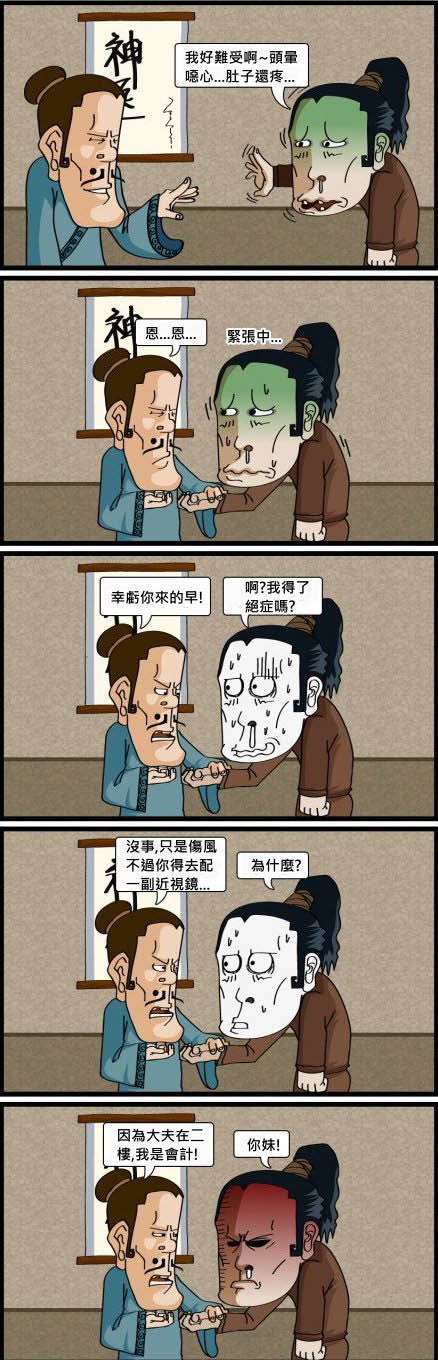 神醫
我好難受啊~頭暈
噁心...肚子還疼...
神
恩...恩...
緊張中...
幸虧你來的早!
啊?我得了
絕症嗎?
沒事,只是傷風
不過你得去配
一副近視鏡...
為什麼?
因為大夫在二
樓,我是會計!
你妹!